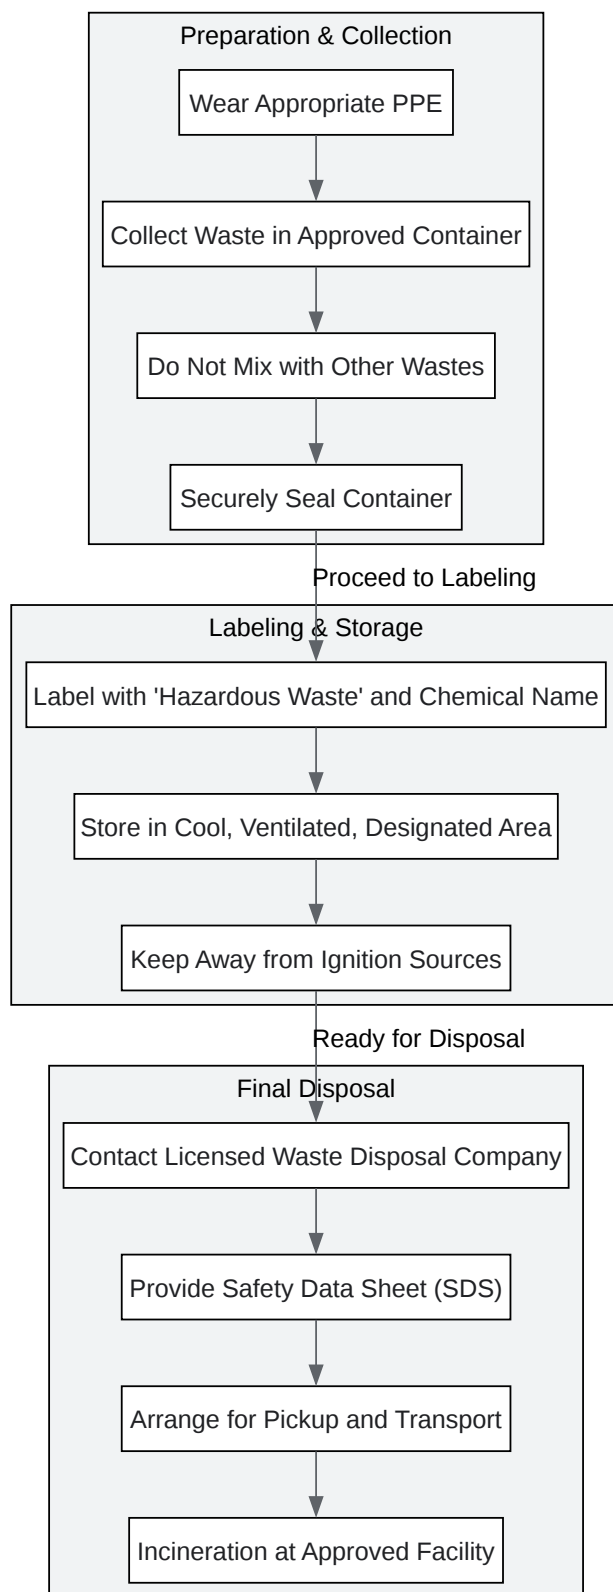 Preparation & Collection
Wear Appropriate PPE
Collect Waste in Approved Container
Do Not Mix with Other Wastes
Securely Seal Container
Proceed to Labeling
Labeling & Storage
Label with 'Hazardous Waste' and Chemical Name
Store in Cool, Ventilated, Designated Area
Keep Away from Ignition Sources
Ready for Disposal
Final Disposal
Contact Licensed Waste Disposal Company
Provide Safety Data Sheet (SDS)
Arrange for Pickup and Transport
Incineration at Approved Facility